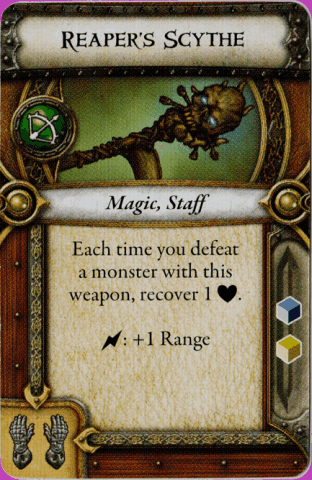 Reaper's Scythe
Magic, Staff
Each time you defeat
a monster with this
weapon, recover 1 ♥.
: +1 Range